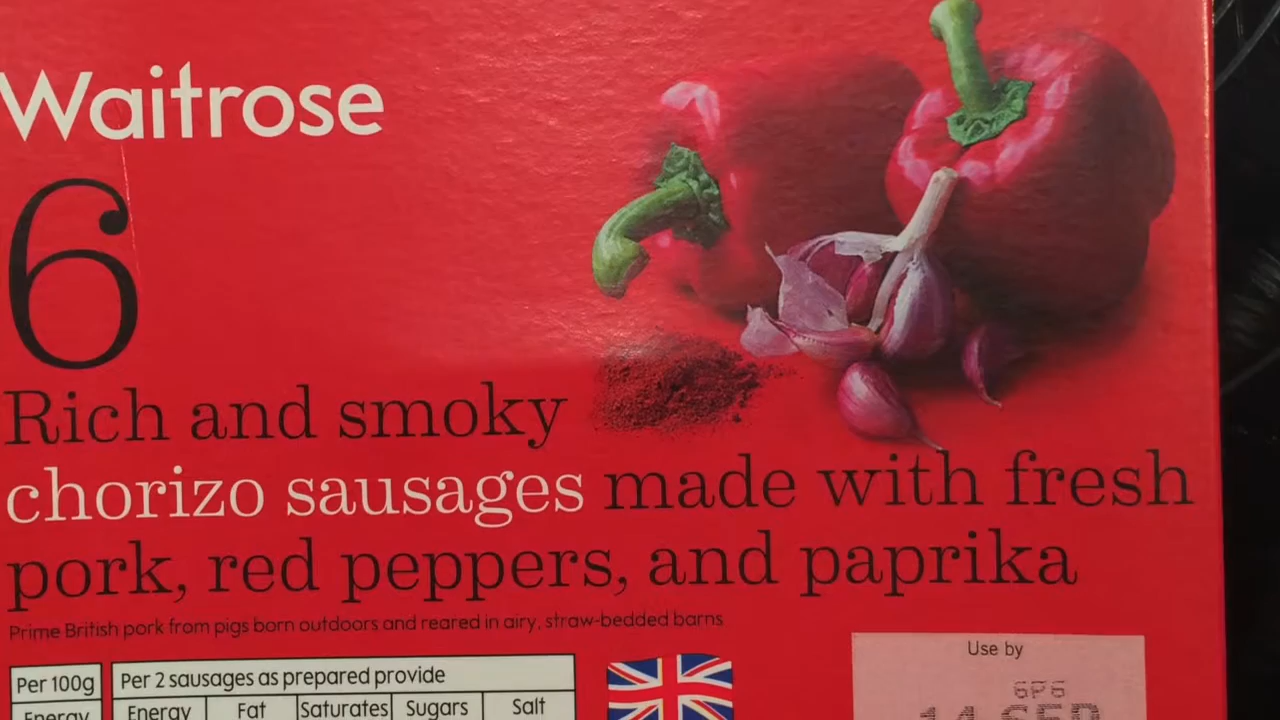 Waitrose
6
Rich and smoky
chorizo sausages made with fresh
pork, red peppers, and paprika
Prime British pork from pigs born outdoors and reared in airy, straw-bedded barns
Per 100g
Per 2 sausages as prepared provide
Energy
Energy Fat Saturates Sugars Salt
Use by
6P6
14 SEP